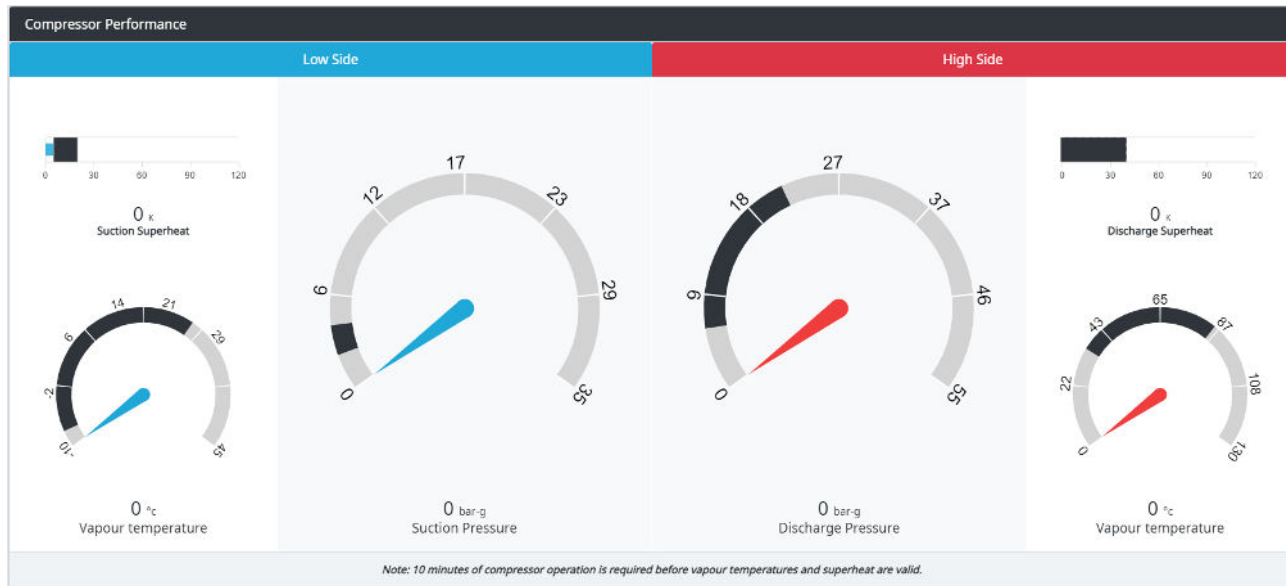 Compressor Performance
Low Side
High Side
0 30 60 90 120
0 K
Suction Superheat
-10 -2 6 14 21 29 45
0 °c
Vapour temperature
0 6 12 17 23 29 35
0 bar-g
Suction Pressure
0 9 18 27 37 46 55
0 bar-g
Discharge Pressure
0 30 60 90 120
0 K
Discharge Superheat
0 22 43 65 87 108 130
0 °c
Vapour temperature
Note: 10 minutes of compressor operation is required before vapour temperatures and superheat are valid.